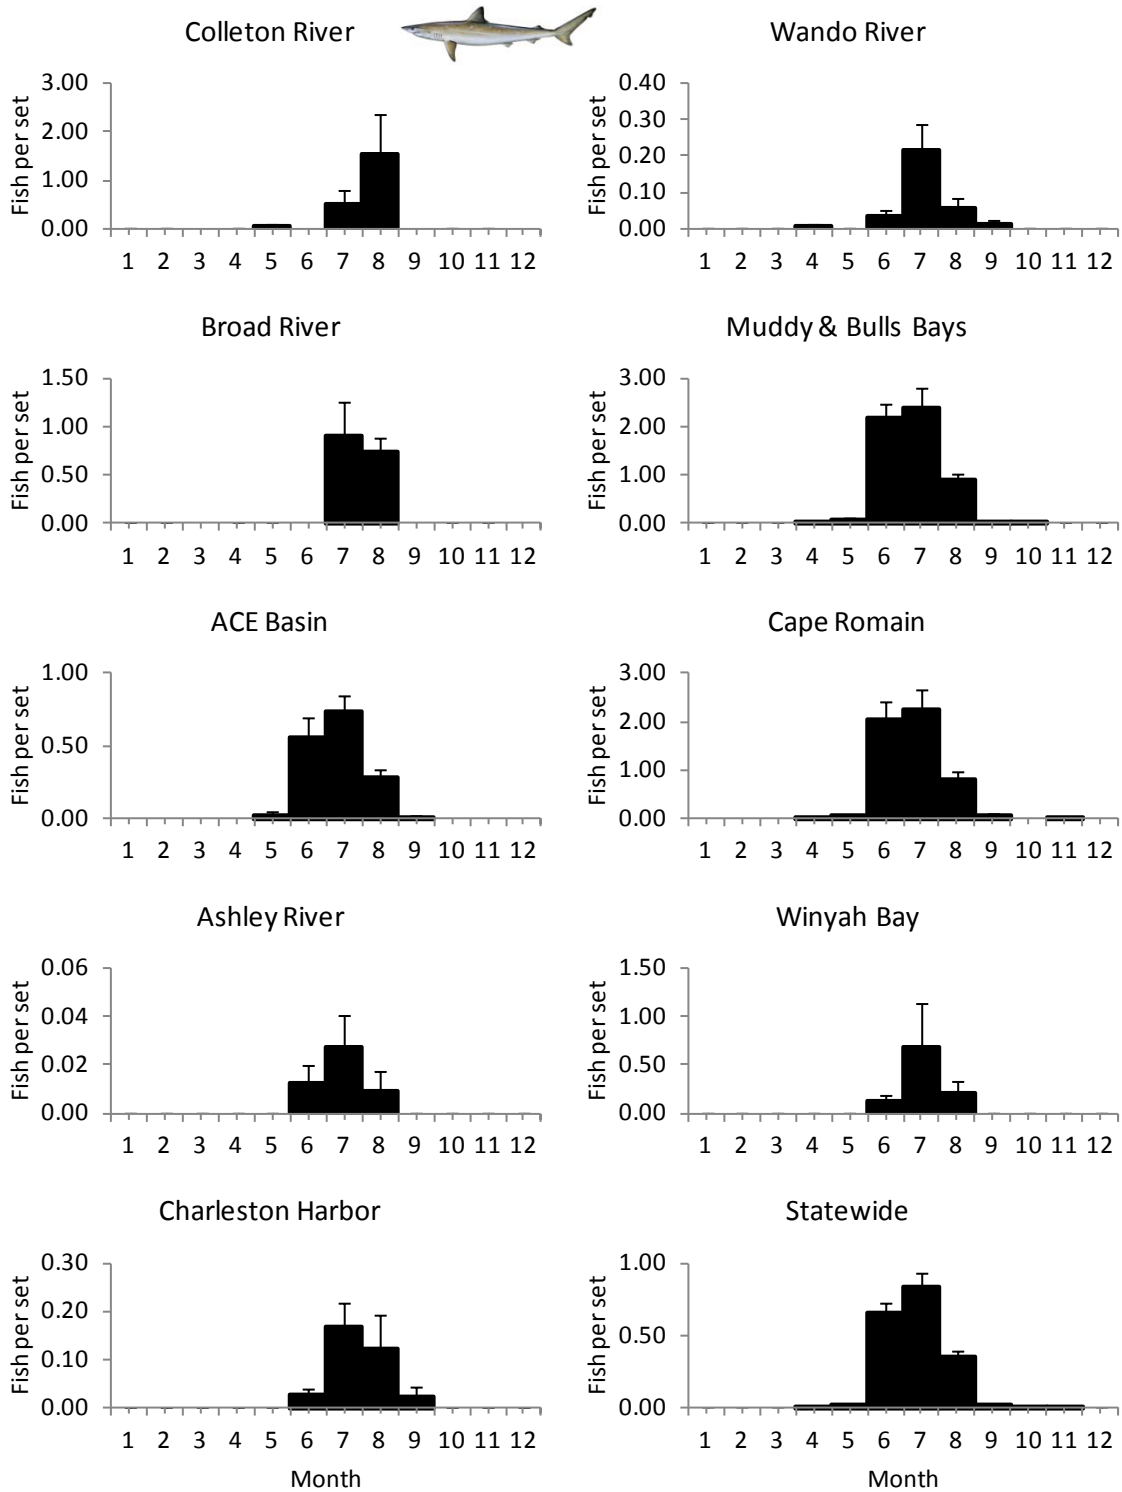 Colleton River
3.00
2.00
1.00
0.00
Fish per set
1 2 3 4 5 6 7 8 9 10 11 12
Wando River
0.40
0.30
0.20
0.10
0.00
Fish per set
1 2 3 4 5 6 7 8 9 10 11 12
Broad River
1.50
1.00
0.50
0.00
Fish per set
1 2 3 4 5 6 7 8 9 10 11 12
Muddy & Bulls Bays
3.00
2.00
1.00
0.00
Fish per set
1 2 3 4 5 6 7 8 9 10 11 12
ACE Basin
1.00
0.50
0.00
Fish per set
1 2 3 4 5 6 7 8 9 10 11 12
Cape Romain
3.00
2.00
1.00
0.00
Fish per set
1 2 3 4 5 6 7 8 9 10 11 12
Ashley River
0.06
0.04
0.02
0.00
Fish per set
1 2 3 4 5 6 7 8 9 10 11 12
Winyah Bay
1.50
1.00
0.50
0.00
Fish per set
1 2 3 4 5 6 7 8 9 10 11 12
Charleston Harbor
0.30
0.20
0.10
0.00
Fish per set
1 2 3 4 5 6 7 8 9 10 11 12
Month
Statewide
1.00
0.50
0.00
Fish per set
1 2 3 4 5 6 7 8 9 10 11 12
Month